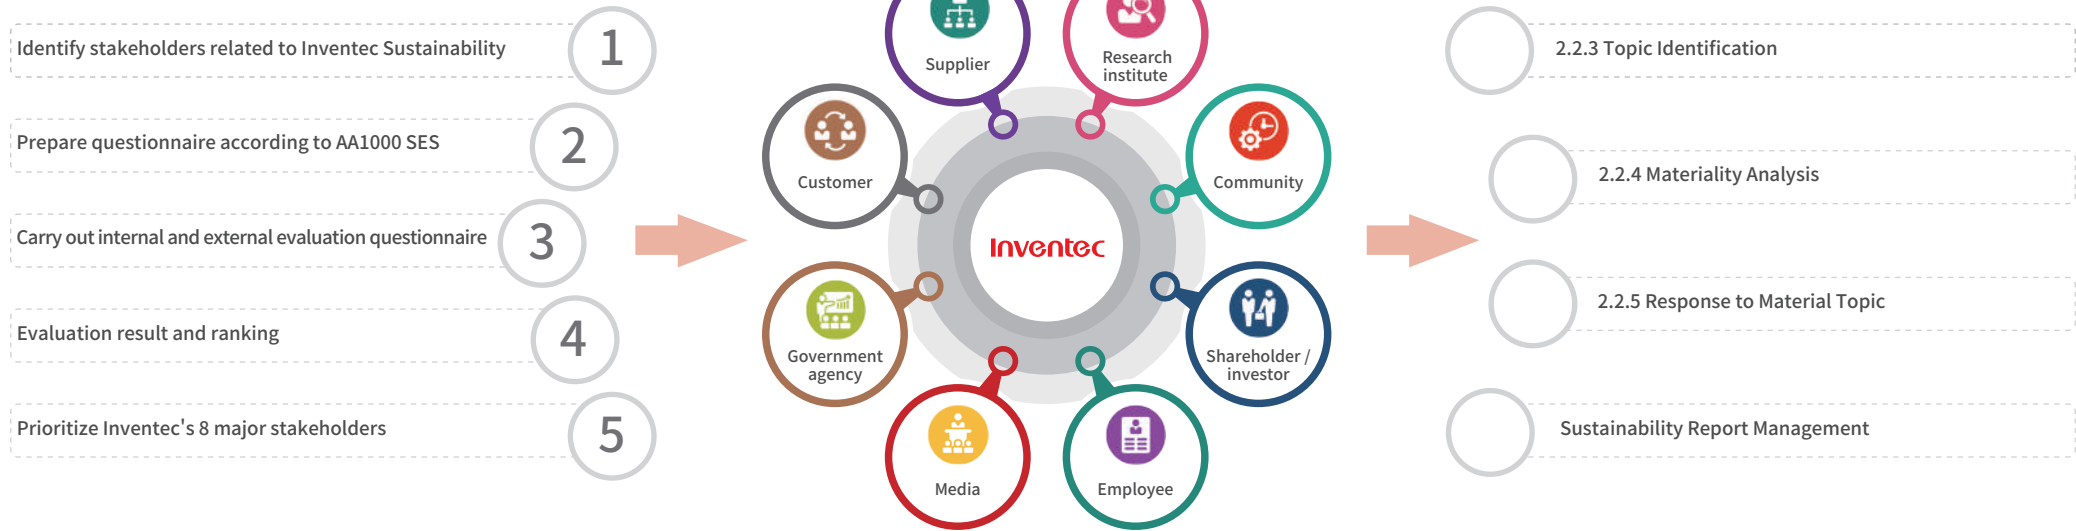 Identify stakeholders related to Inventec Sustainability
1
Prepare questionnaire according to AA1000 SES
2
Carry out internal and external evaluation questionnaire
3
Evaluation result and ranking
4
Prioritize Inventec's 8 major stakeholders
5
Supplier
Research
institute
Customer
Community
Inventec
Government
agency
Shareholder /
investor
Media
Employee
2.2.3 Topic Identification
2.2.4 Materiality Analysis
2.2.5 Response to Material Topic
Sustainability Report Management